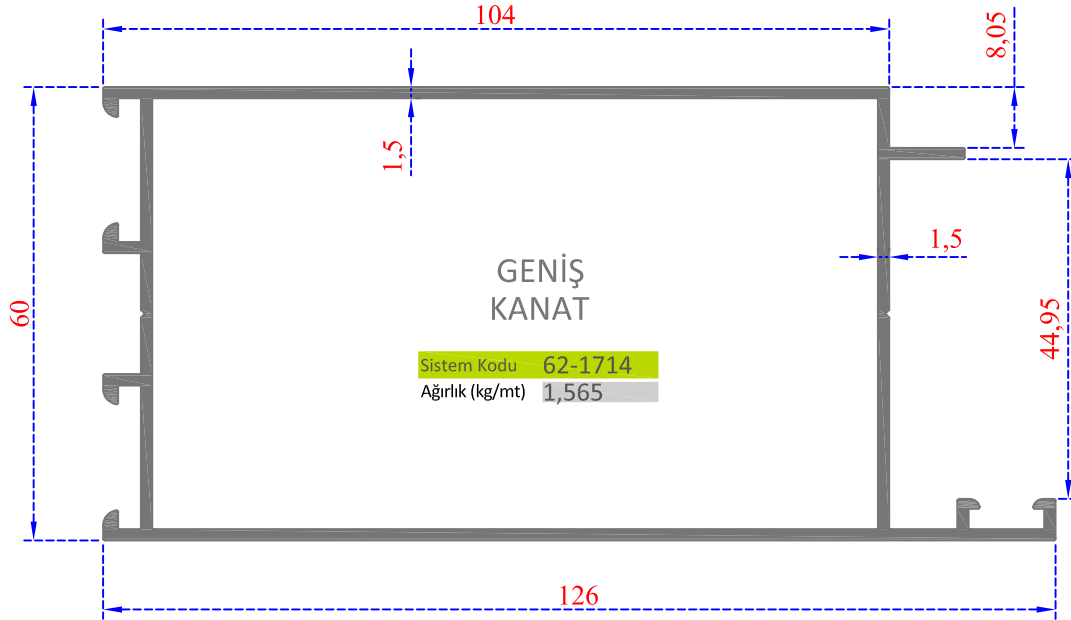 104
8,05
1,5
1,5
60
44,95
GENİŞ
KANAT
Sistem Kodu 62-1714
Ağırlık (kg/mt) 1,565
126